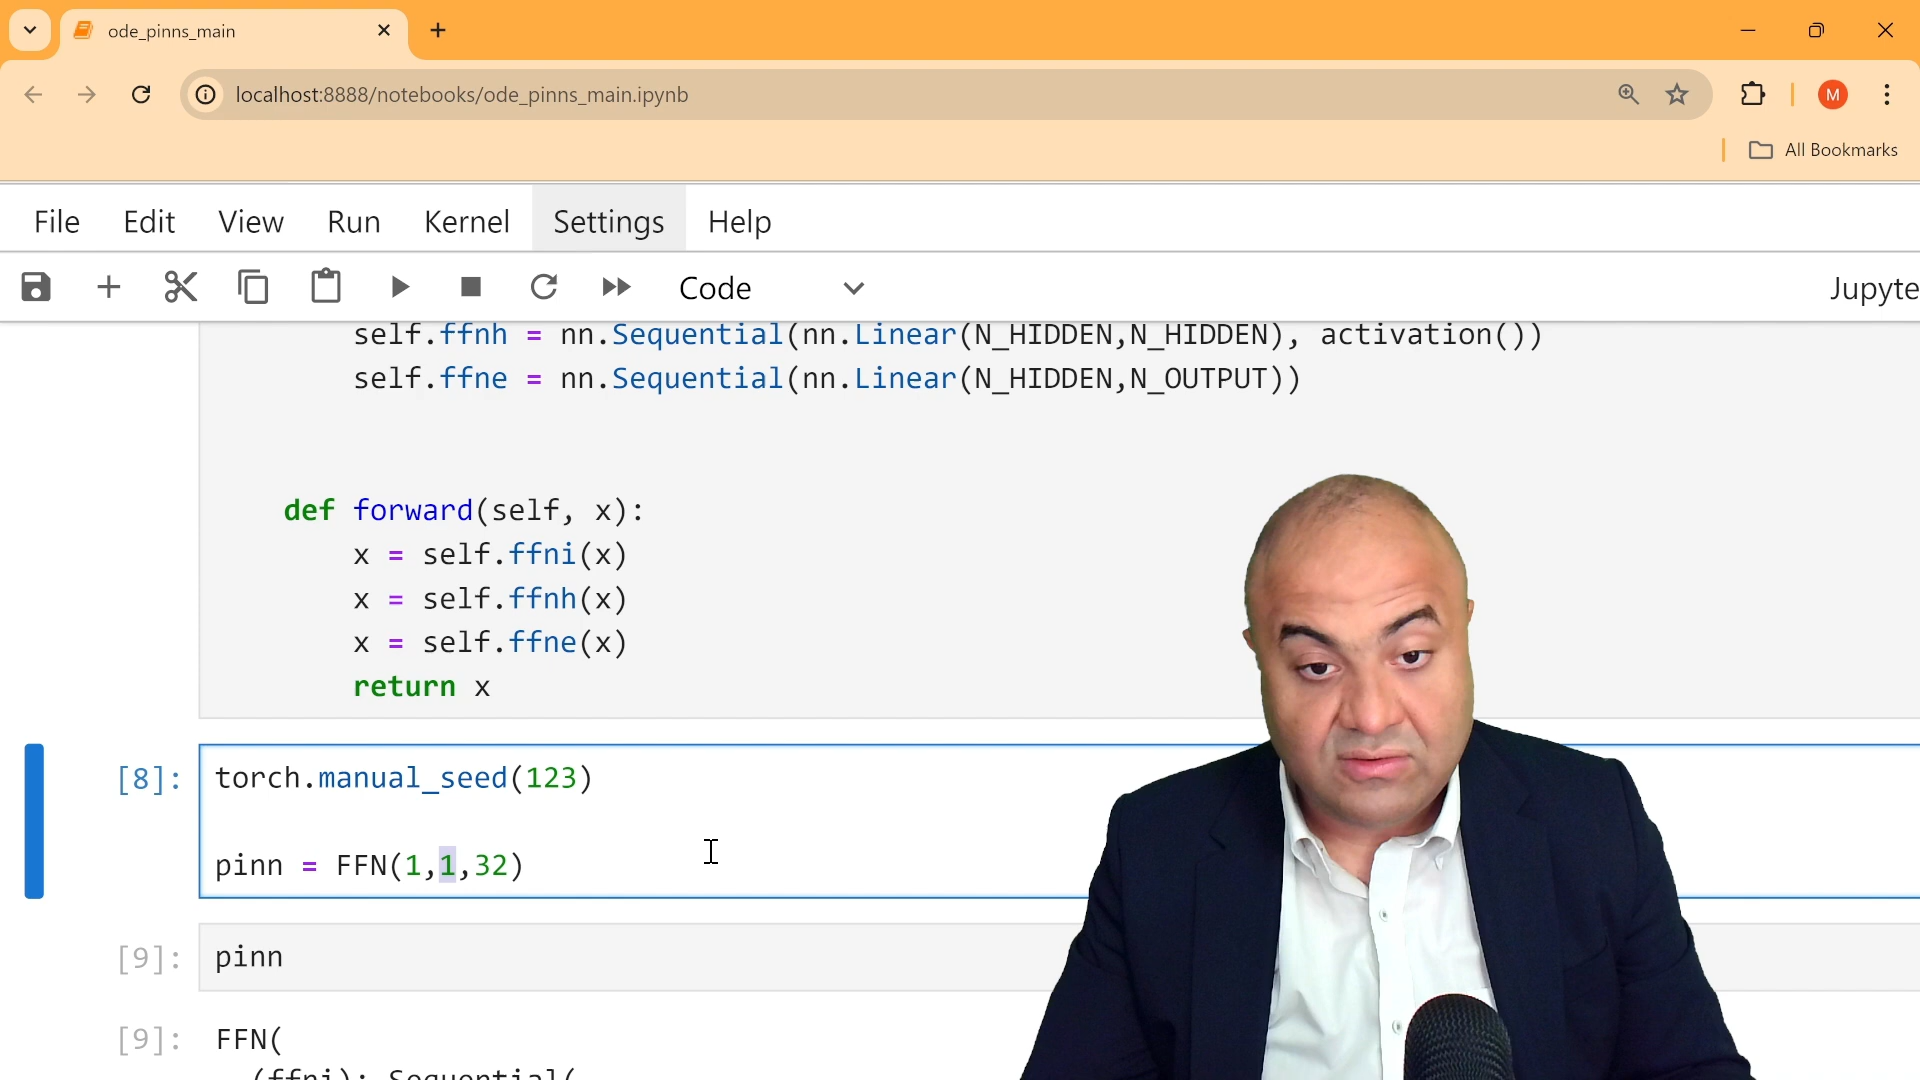 ode_pinns_main
localhost:8888/notebooks/ode_pinns_main.ipynb
M
All Bookmarks
File Edit View Run Kernel Settings Help
Code
Jupyte
self.ffnh = nn.Sequential(nn.Linear(N_HIDDEN,N_HIDDEN), activation())
self.ffne = nn.Sequential(nn.Linear(N_HIDDEN,N_OUTPUT))
def forward(self, x):
x = self.ffni(x)
x = self.ffnh(x)
x = self.ffne(x)
return x
[8]: torch.manual_seed(123)
pinn = FFN(1,1,32)
[9]: pinn
[9]: FFN(
(ffni): Sequential(